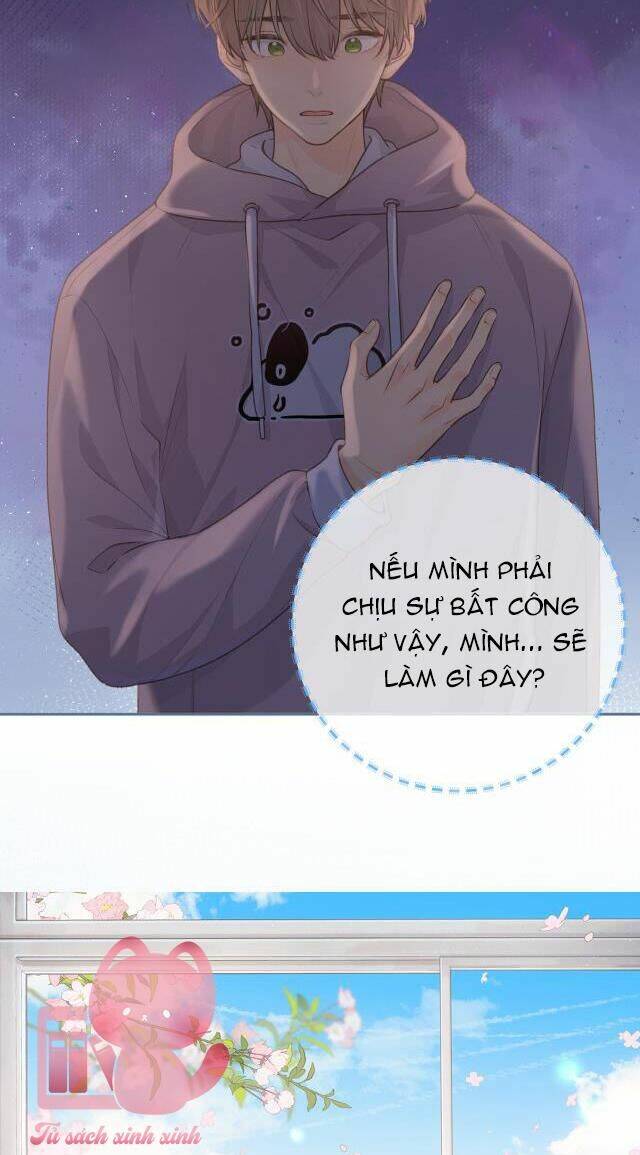 NẾU MÌNH PHẢI
CHỊU SỰ BẤT CÔNG
NHƯ VẬY, MÌNH... SẼ
LÀM GÌ ĐÂY?
Tủ sách xinh xinh